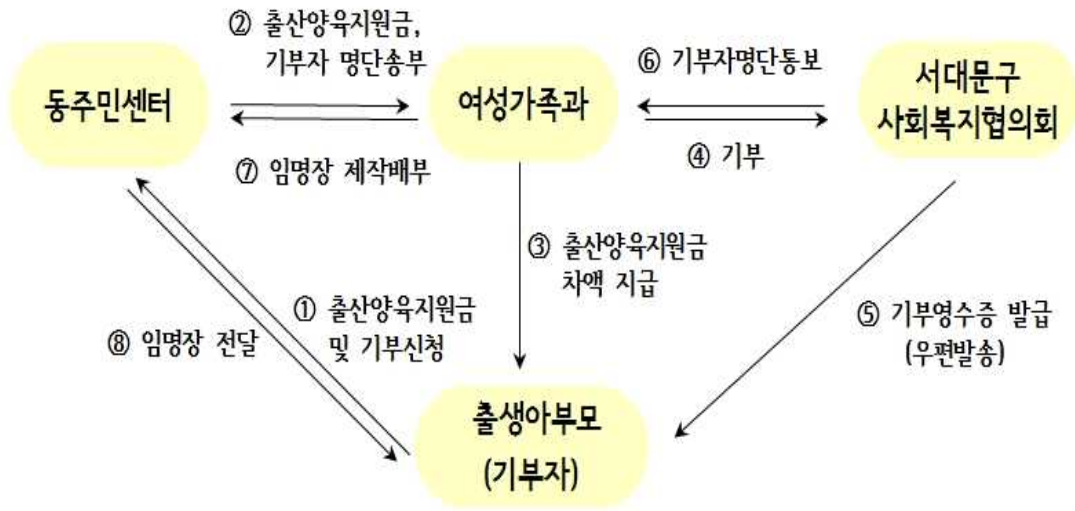 ② 출산양육지원금,
기부자 명단송부
⑥ 기부자명단통보
동주민센터
여성가족과
서대문구
사회복지협의회
⑦ 임명장 제작배부
④ 기부
③ 출산양육지원금
차액 지급
① 출산양육지원금
및 기부신청
⑧ 임명장 전달
⑤ 기부영수증 발급
(우편발송)
출생아부모
(기부자)